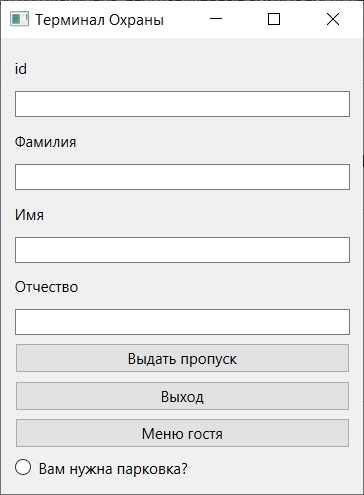 Терминал Охраны
id
Фамилия
Имя
Отчество
Выдать пропуск
Выход
Меню гостя
Вам нужна парковка?